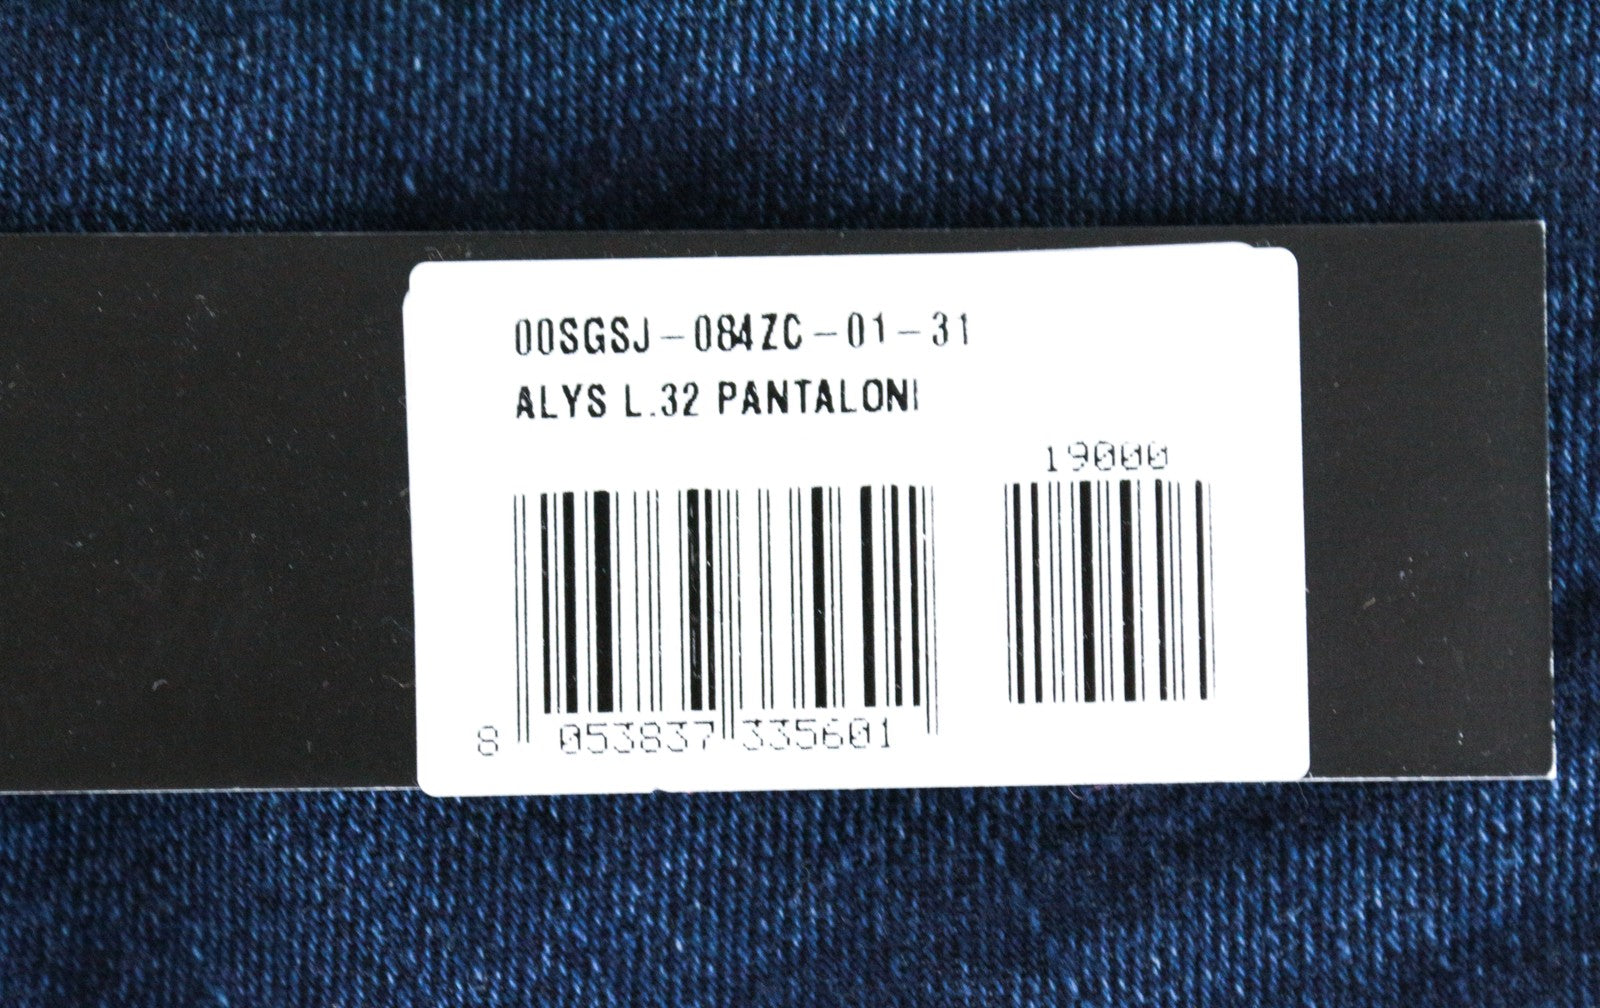 00SGSJ-084ZC-01-31
ALYS L.32 PANTALONI
19000
8 053837 335601